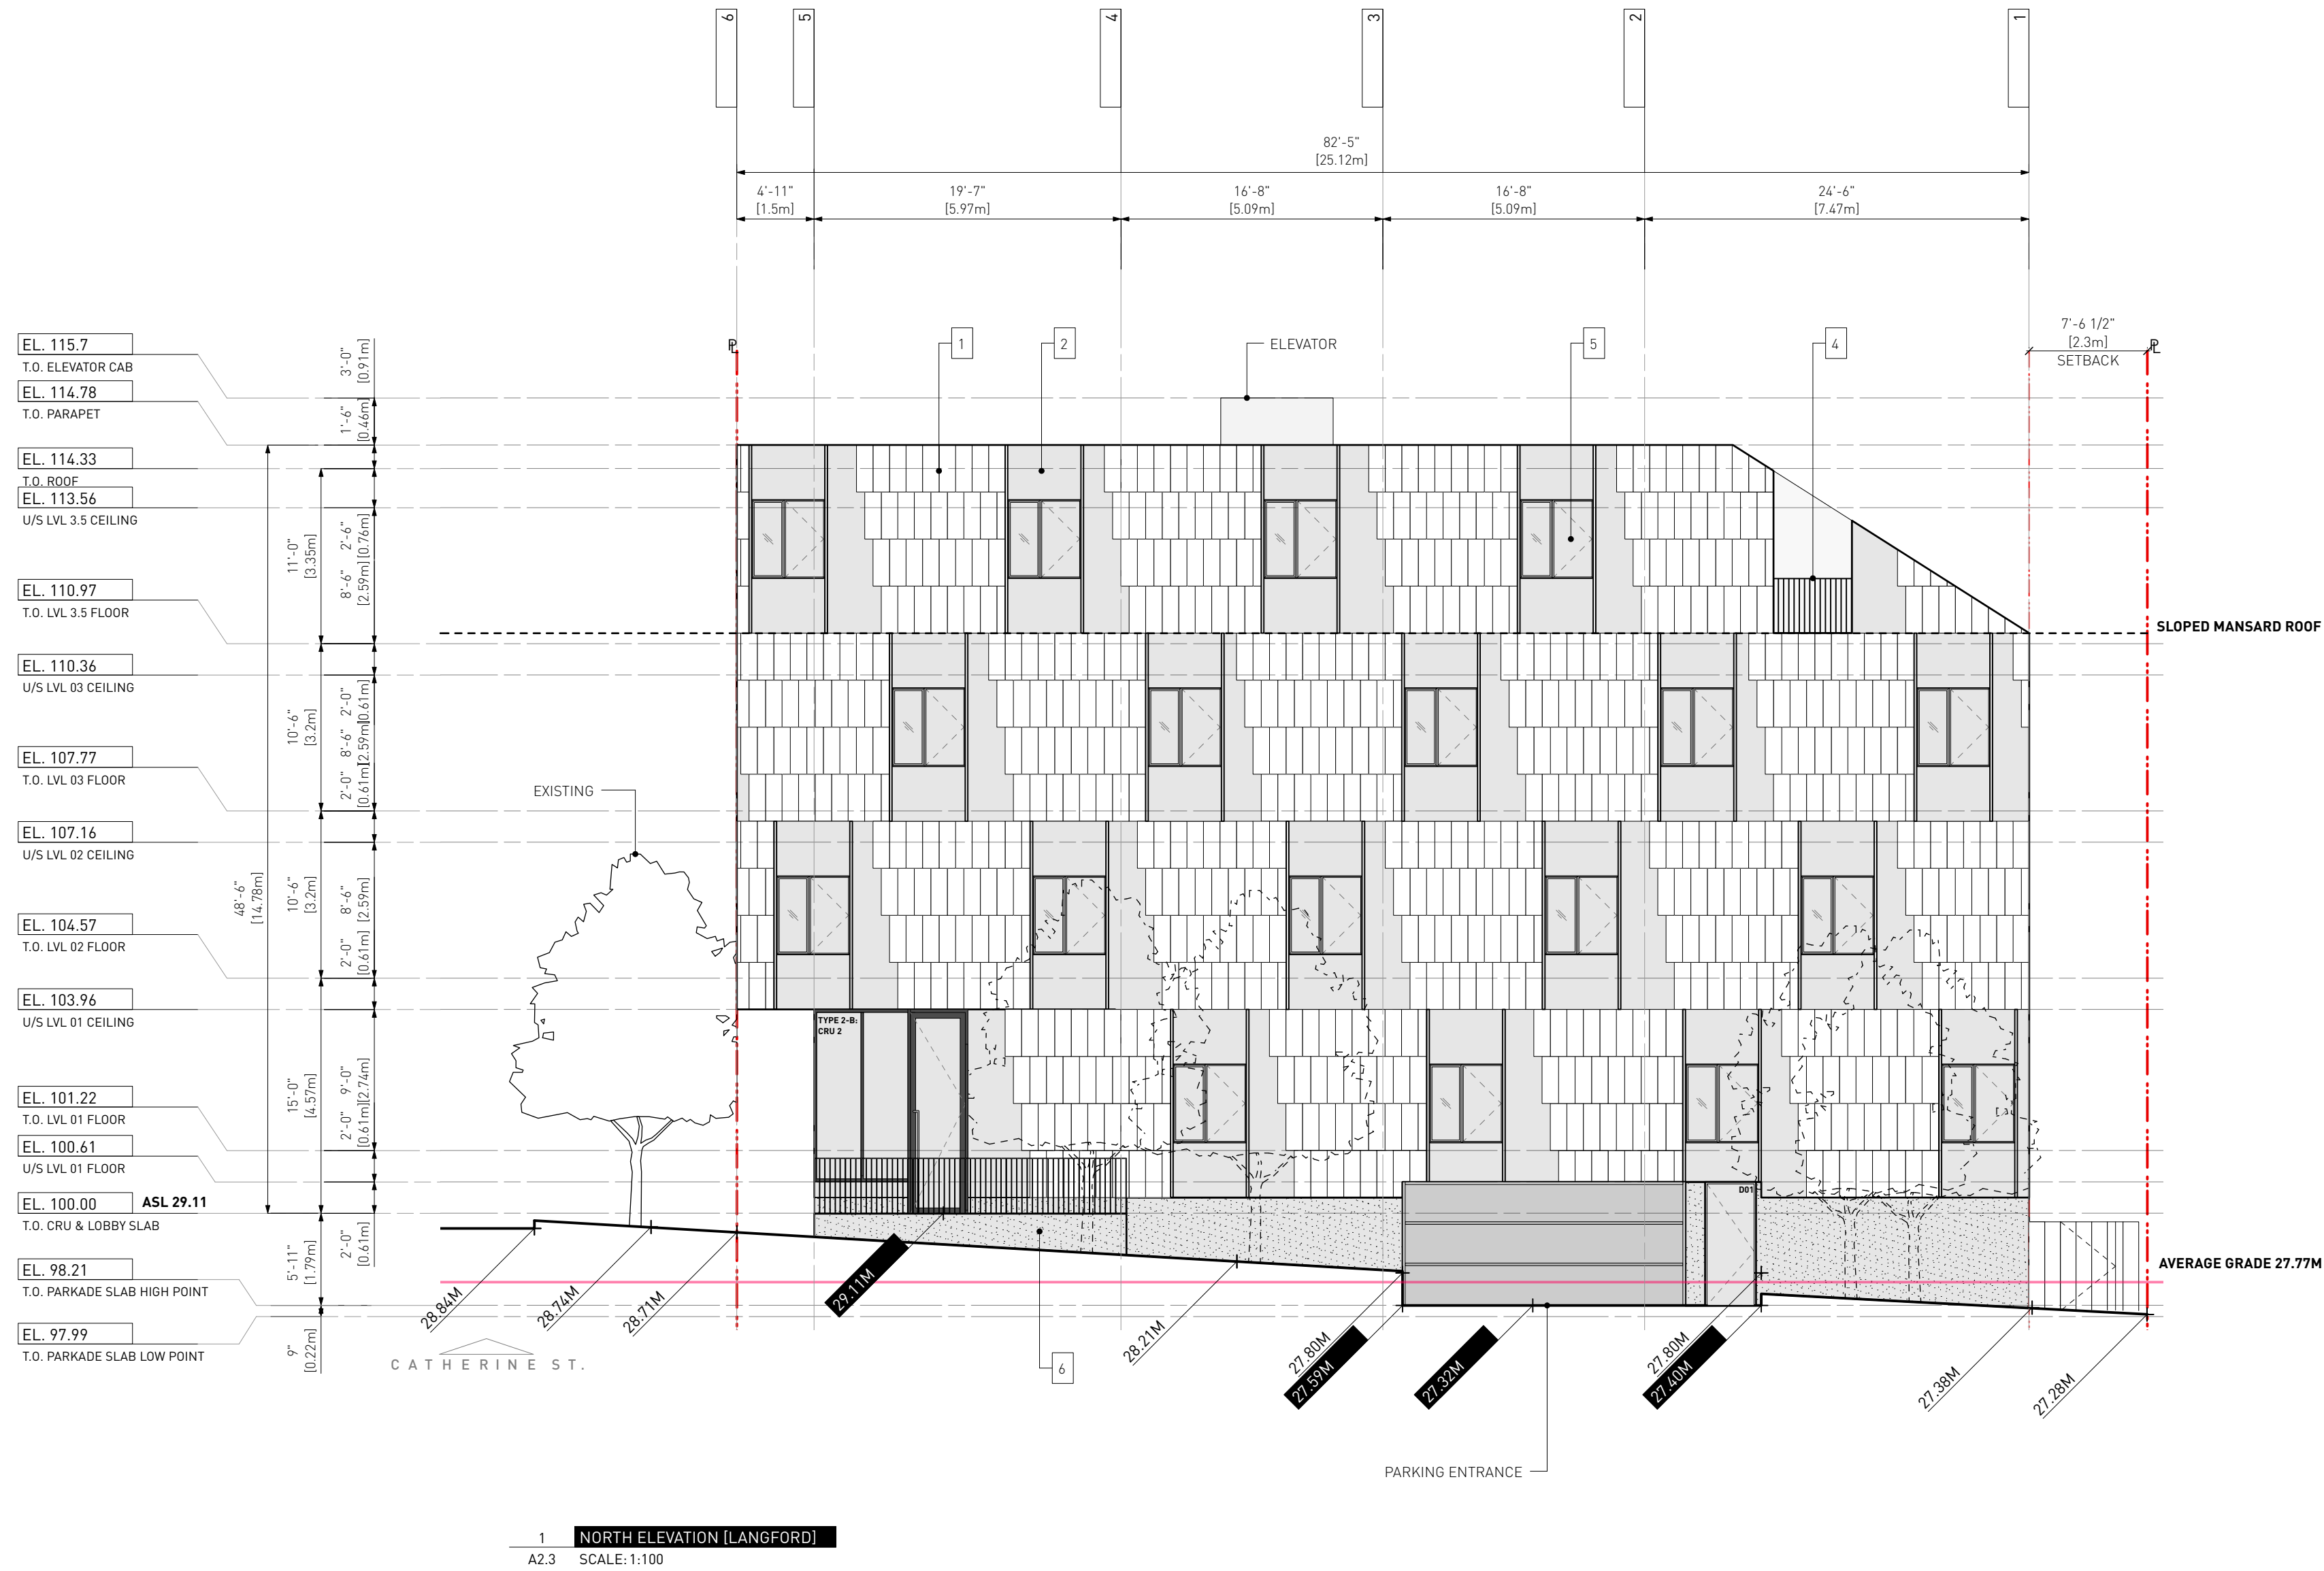 6
5
4
3
2
1
82'-5"
[25.12m]
4'-11"
[1.5m]
19'-7"
[5.97m]
16'-8"
[5.09m]
16'-8"
[5.09m]
24'-6"
[7.47m]
7'-6 1/2"
[2.3m]
SETBACK
PL
PL
1
2
ELEVATOR
5
4
EL. 115.7
T.O. ELEVATOR CAB
EL. 114.78
T.O. PARAPET
EL. 114.33
T.O. ROOF
EL. 113.56
U/S LVL 3.5 CEILING
EL. 110.97
T.O. LVL 3.5 FLOOR
EL. 110.36
U/S LVL 03 CEILING
EL. 107.77
T.O. LVL 03 FLOOR
EL. 107.16
U/S LVL 02 CEILING
EL. 104.57
T.O. LVL 02 FLOOR
EL. 103.96
U/S LVL 01 CEILING
EL. 101.22
T.O. LVL 01 FLOOR
EL. 100.61
U/S LVL 01 FLOOR
EL. 100.00 ASL 29.11
T.O. CRU & LOBBY SLAB
EL. 98.21
T.O. PARKADE SLAB HIGH POINT
EL. 97.99
T.O. PARKADE SLAB LOW POINT
48'-6"
[14.78m]
11'-0"
[3.35m]
10'-6"
[3.2m]
10'-6"
[3.2m]
15'-0"
[4.57m]
5'-11"
[1.79m]
9"
[0.22m]
3'-0"
[0.91m]
1'-6"
[0.46m]
2'-6"
[0.76m]
8'-6"
[2.59m]
2'-0"
[0.61m]
8'-6"
[2.59m]
2'-0"
[0.61m]
8'-6"
[2.59m]
2'-0"
[0.61m]
9'-0"
[2.74m]
2'-0"
[0.61m]
2'-0"
[0.61m]
SLOPED MANSARD ROOF
EXISTING
TYPE 2-B:
CRU 2
D01
AVERAGE GRADE 27.77M
28.84M
28.74M
28.71M
29.11M
28.21M
27.80M
27.59M
27.32M
27.80M
27.40M
27.38M
27.28M
CATHERINE ST.
6
PARKING ENTRANCE
1 NORTH ELEVATION [LANGFORD]
A2.3 SCALE: 1:100